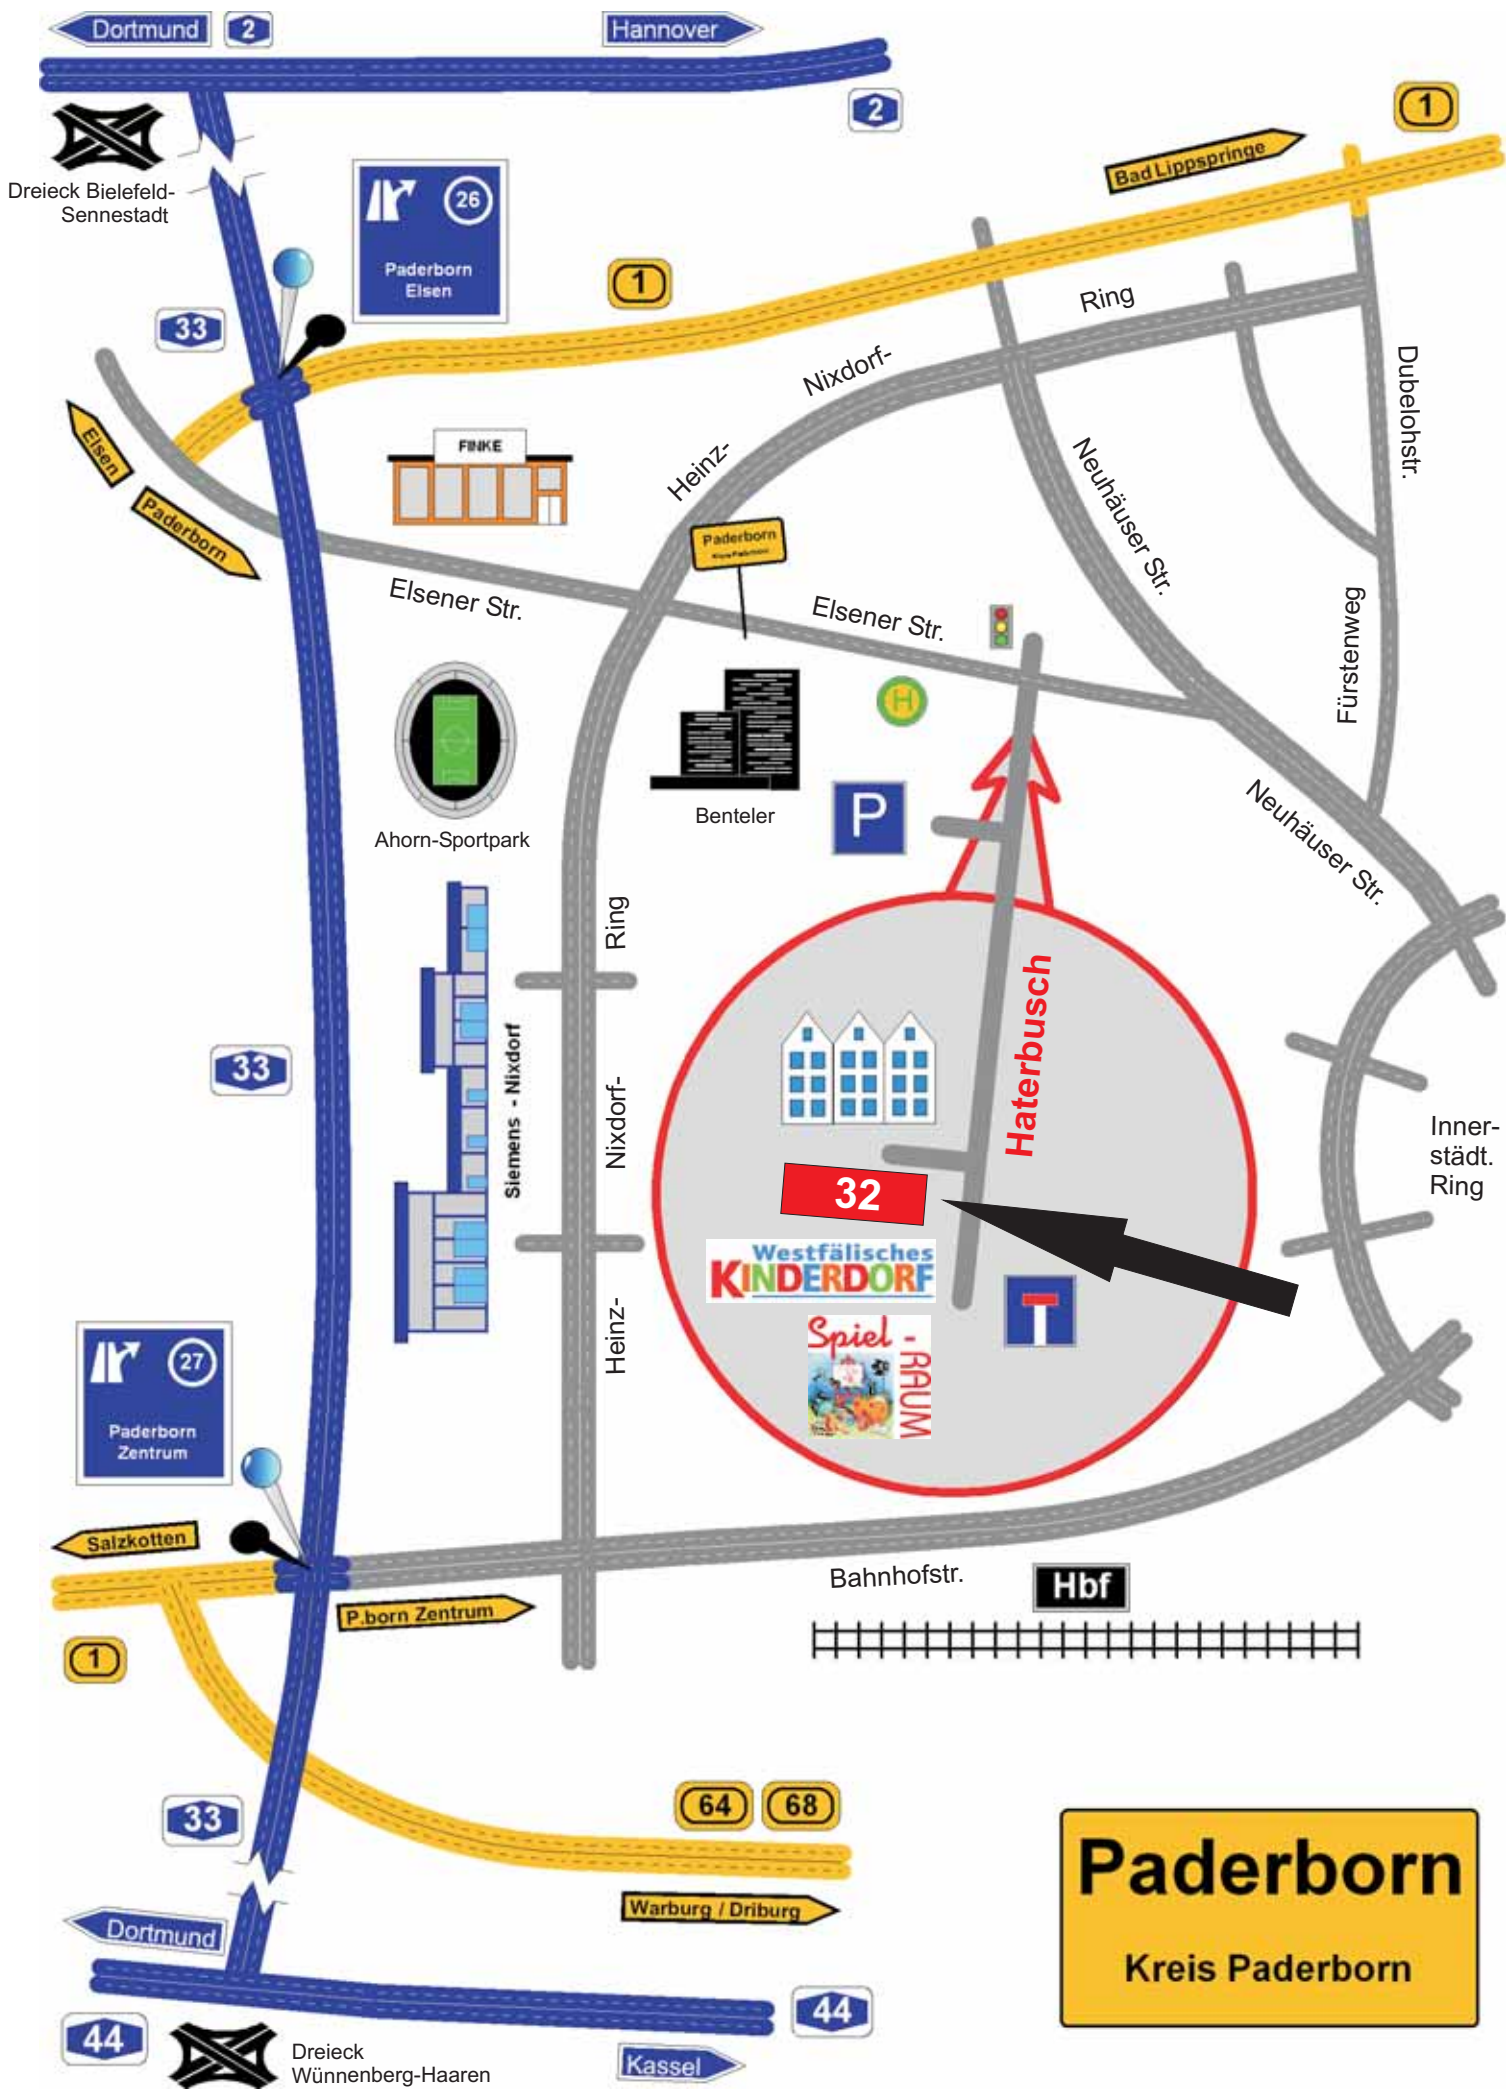 Dortmund
2
Hannover
2
1
Bad Lippspringe
Dreieck Bielefeld-
Sennestadt
26
Paderborn
Elsen
1
33
Ring
Nixdorf-
Heinz-
Dubelohstr.
Elsen
Paderborn
FINKE
Neuhäuser Str.
Paderborn
Elsener Str.
Elsener Str.
Fürstenweg
H
P
Benteler
Ahorn-Sportpark
Neuhäuser Str.
Ring
Nixdorf-
Heinz-
Siemens - Nixdorf
33
Haterbusch
Inner-
städt.
Ring
32
Westfälisches
KINDERDORF
Spiel -
RAUM
27
Paderborn
Zentrum
Salzkotten
P.born Zentrum
1
Bahnhofstr.
Hbf
64
68
33
Warburg / Driburg
Dortmund
44
44
Dreieck
Wünnenberg-Haaren
Kassel
Paderborn
Kreis Paderborn